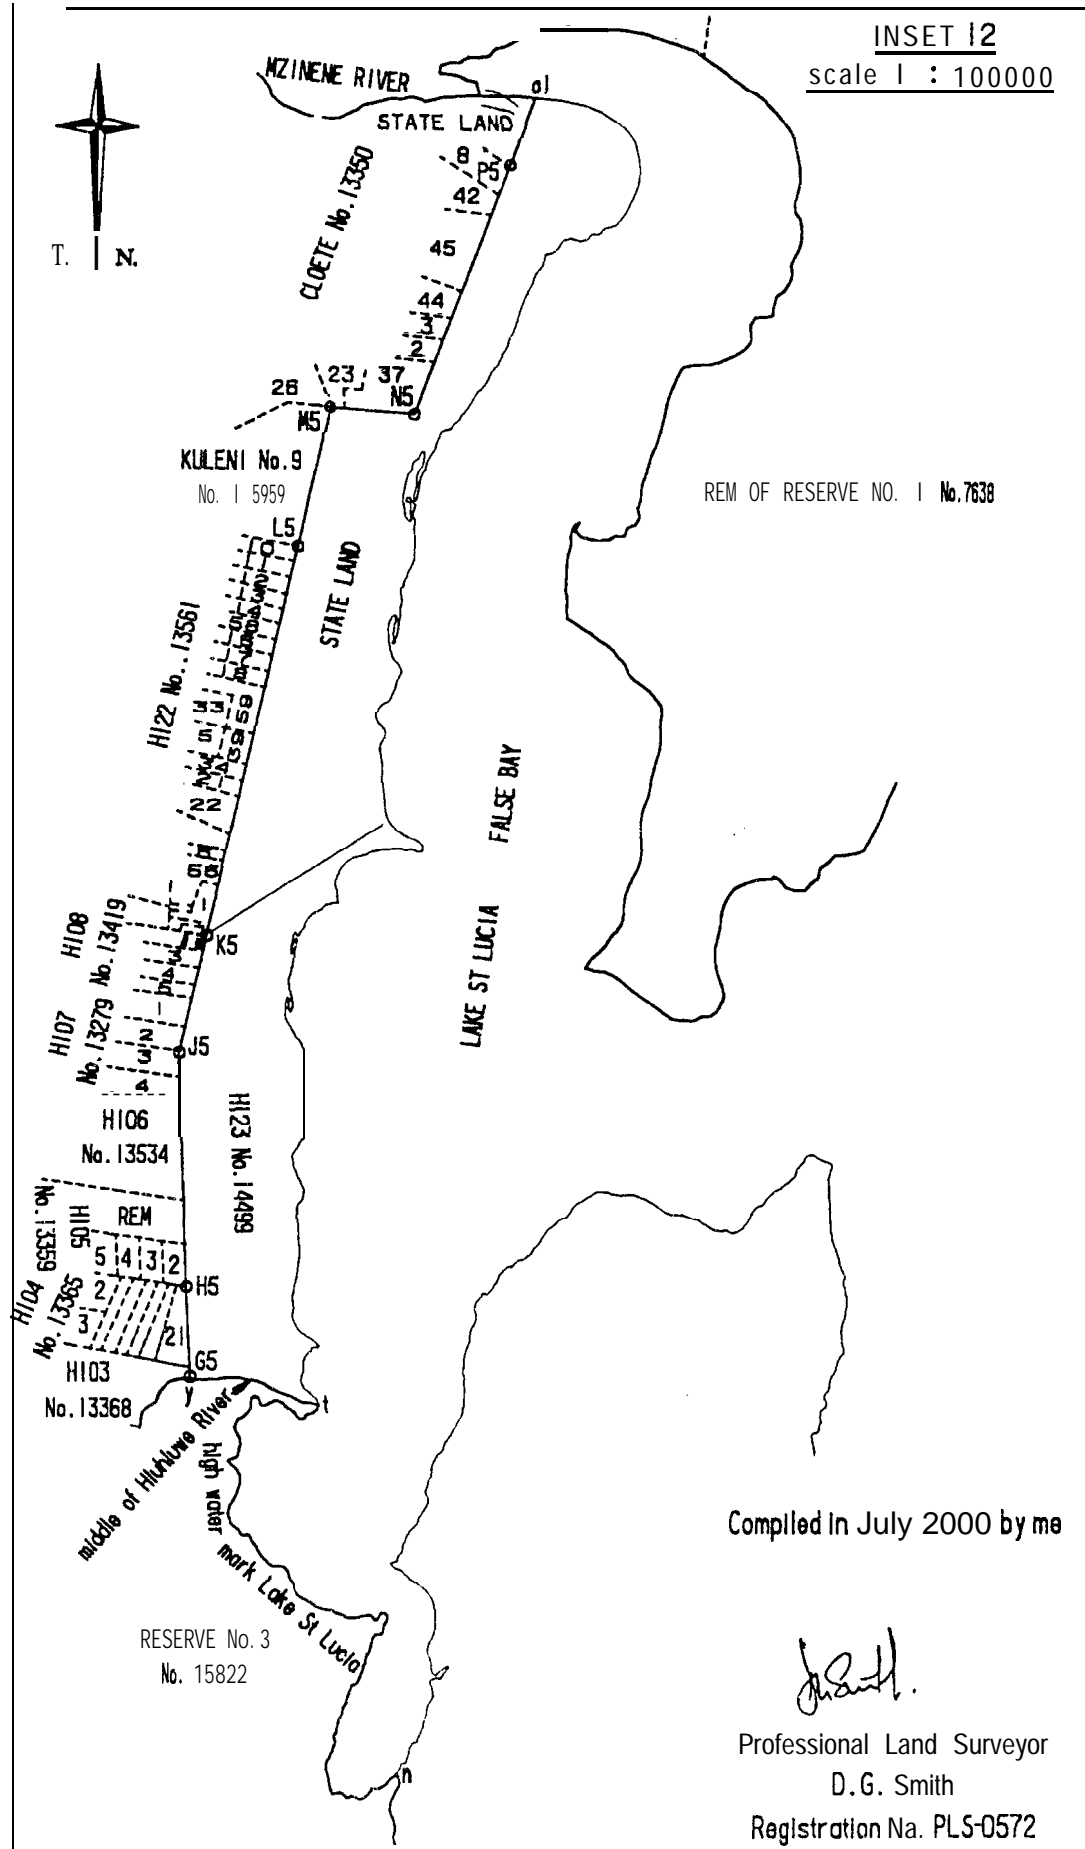 INSET 12
scale 1 : 100000
MZINENE RIVER
a1
STATE LAND
T. N.
CLOETE No.13350
8
P5
42
45
44
3
2
23
37
26
M5
N5
KULENI No.9
No. I 5959
REM OF RESERVE NO. I No.7638
L5
STATE LAND
H122 No..13561
FALSE BAY
LAKE ST LUCIA
K5
H108
No.13419
H107
No.13279
J5
2
3
4
H106
No.13534
H123 No.14499
No.13359
H105
REM
5 4 3 2
H5
H104
No.13365
2
3
21
G5
H103
No.13368
y
t
middle of Hluhluwe River
high water mark Lake St Lucia
Compiled in July 2000 by me
RESERVE No. 3
No. 15822
n
Professional Land Surveyor
D.G. Smith
Registration Na. PLS-0572